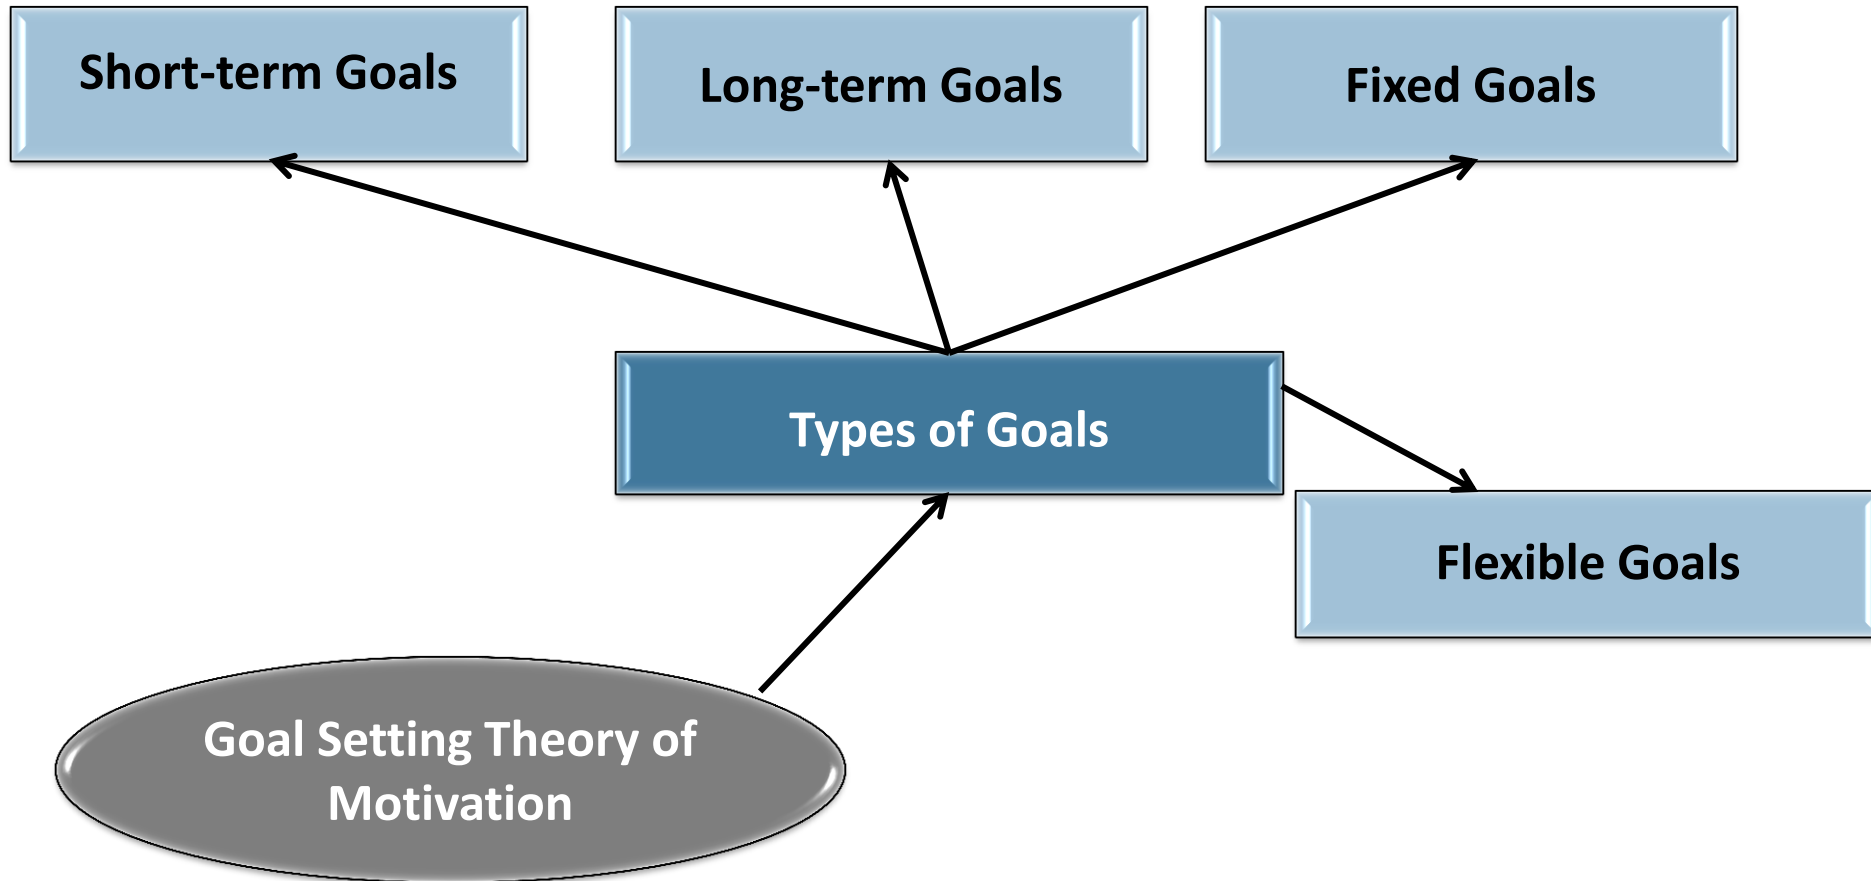 Short-term Goals
Long-term Goals
Fixed Goals
Types of Goals
Flexible Goals
Goal Setting Theory of
Motivation